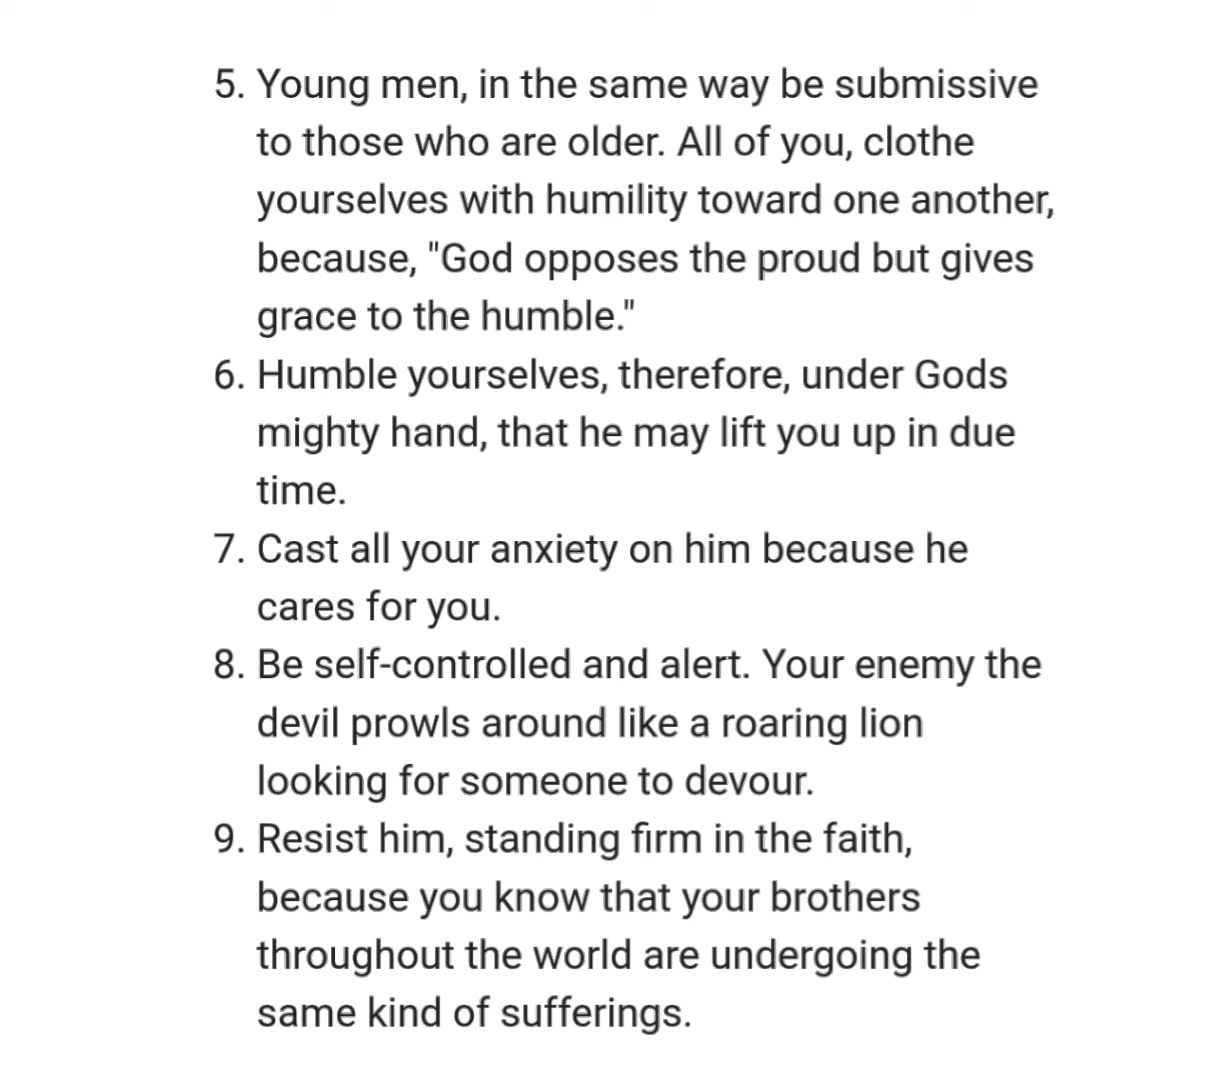 5. Young men, in the same way be submissive
to those who are older. All of you, clothe
yourselves with humility toward one another,
because, "God opposes the proud but gives
grace to the humble."
6. Humble yourselves, therefore, under Gods
mighty hand, that he may lift you up in due
time.
7. Cast all your anxiety on him because he
cares for you.
8. Be self-controlled and alert. Your enemy the
devil prowls around like a roaring lion
looking for someone to devour.
9. Resist him, standing firm in the faith,
because you know that your brothers
throughout the world are undergoing the
same kind of sufferings.